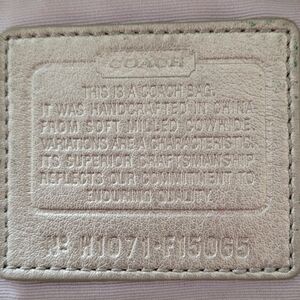 COACH
THIS IS A COACH BAG.
IT WAS HANDCRAFTED IN CHINA
FROM SOFT MILLED COWHIDE.
VARIATIONS ARE A CHARACTERISTIC.
ITS SUPERIOR CRAFTSMANSHIP
REFLECTS OUR COMMITMENT TO
ENDURING QUALITY.
Nº H1071-F15065